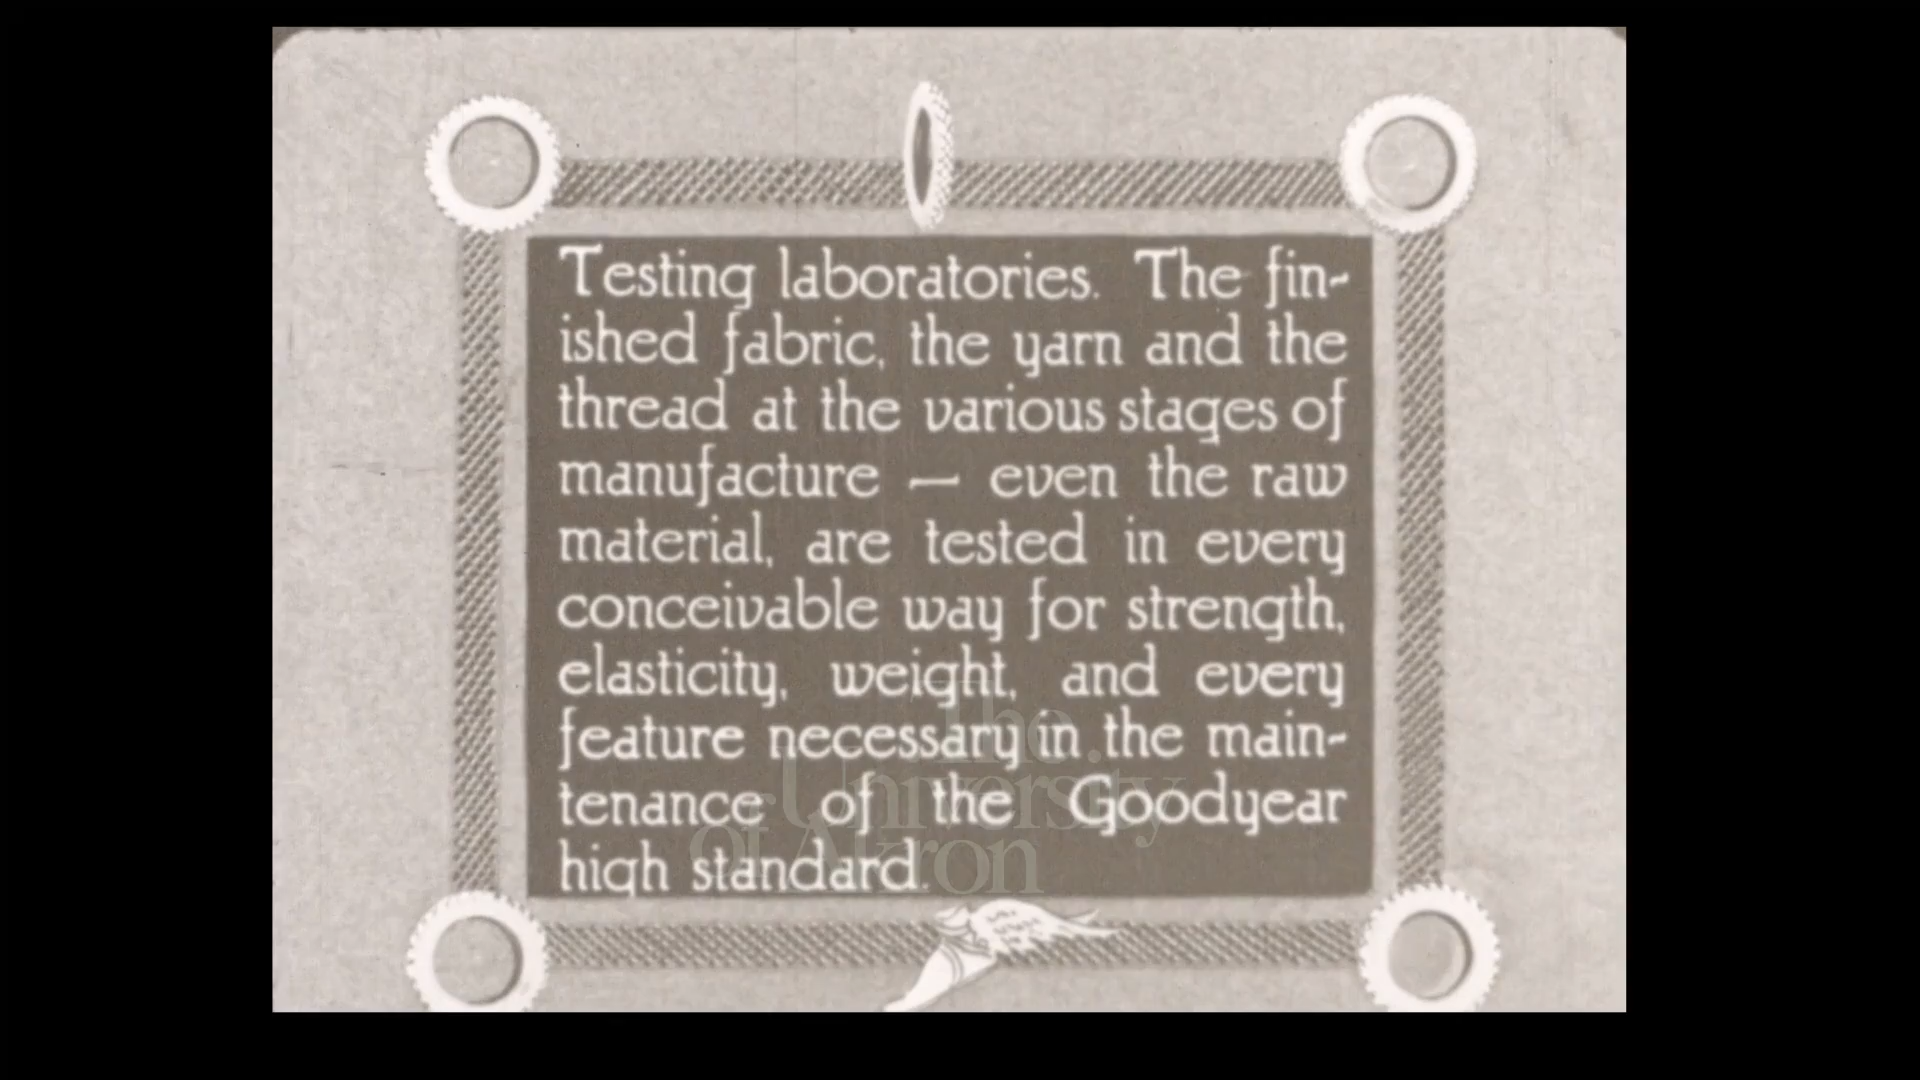 Testing laboratories. The fin-
ished fabric, the yarn and the
thread at the various stages of
manufacture — even the raw
material, are tested in every
conceivable way for strength,
elasticity, weight, and every
feature necessary in the main-
tenance of the Goodyear
high standard.
The
University
of Akron